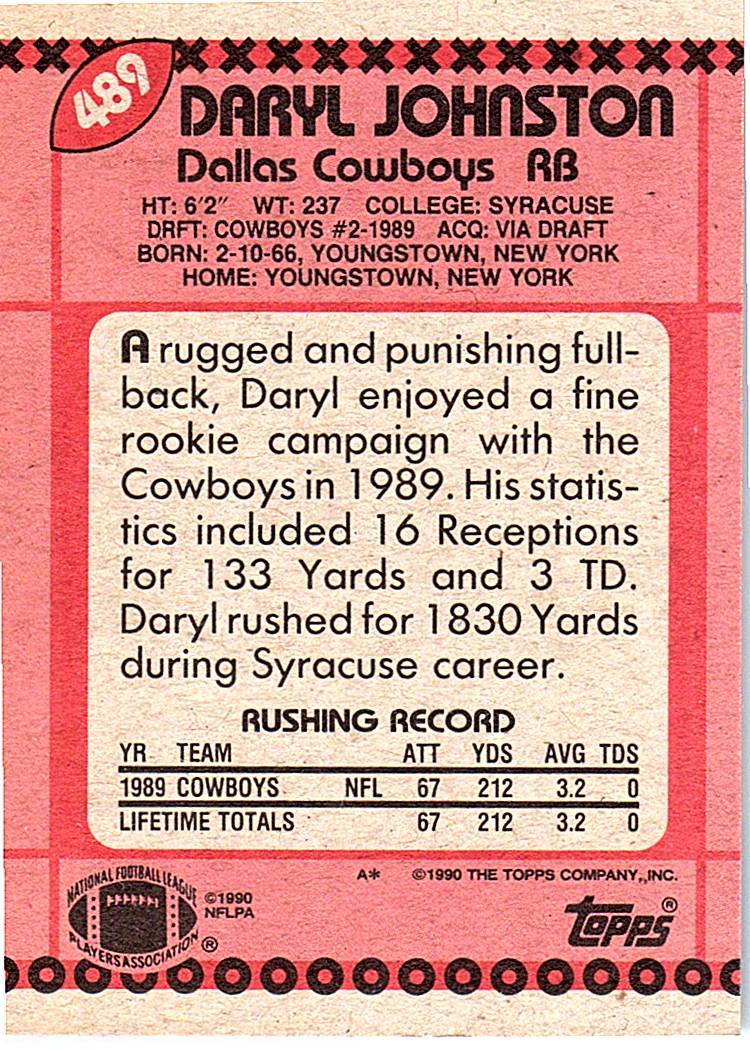 489
DARYL JOHNSTON
Dallas Cowboys RB
HT: 6'2" WT: 237 COLLEGE: SYRACUSE
DRFT: COWBOYS #2-1989 ACQ: VIA DRAFT
BORN: 2-10-66, YOUNGSTOWN, NEW YORK
HOME: YOUNGSTOWN, NEW YORK
A rugged and punishing full-
back, Daryl enjoyed a fine
rookie campaign with the
Cowboys in 1989. His statis-
tics included 16 Receptions
for 133 Yards and 3 TD.
Daryl rushed for 1830 Yards
during Syracuse career.
RUSHING RECORD
YR TEAM ATT YDS AVG TDS
1989 COWBOYS NFL 67 212 3.2 0
LIFETIME TOTALS 67 212 3.2 0
A* ©1990 THE TOPPS COMPANY, INC.
NATIONAL FOOTBALL LEAGUE
PLAYERS ASSOCIATION ®
©1990
NFLPA
TOPPS ®